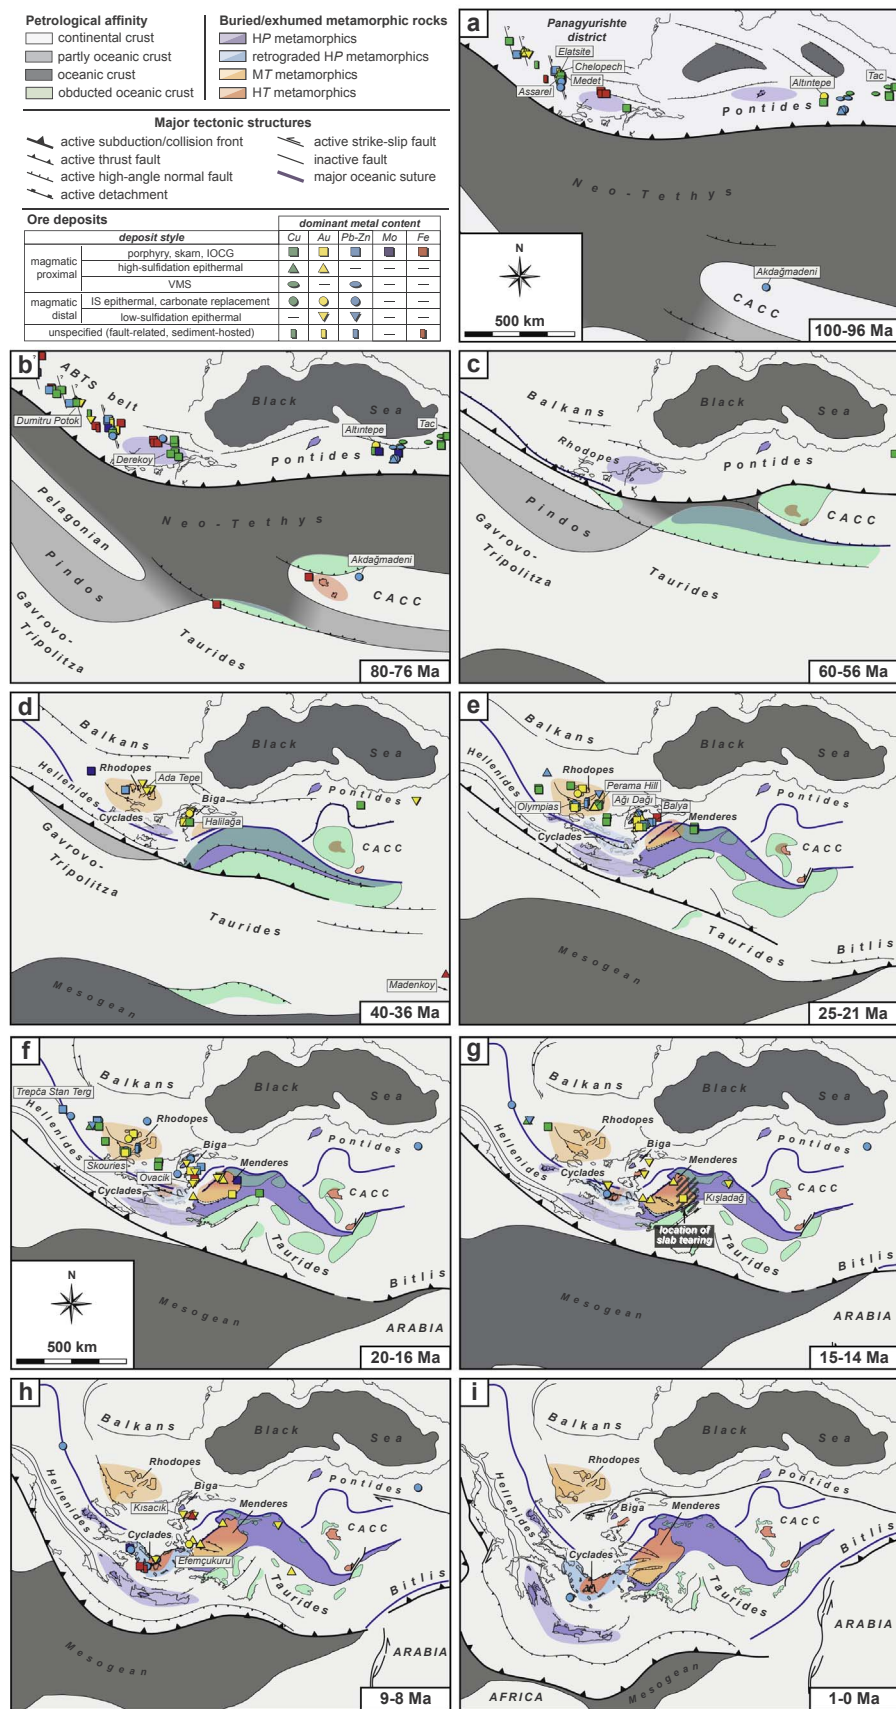 Petrological affinity
continental crust
partly oceanic crust
oceanic crust
obducted oceanic crust
Buried/exhumed metamorphic rocks
HP metamorphics
retrograded HP metamorphics
MT metamorphics
HT metamorphics
Major tectonic structures
active subduction/collision front
active thrust fault
active high-angle normal fault
active detachment
active strike-slip fault
inactive fault
major oceanic suture
Ore deposits
dominant metal content
deposit style Cu Au Pb-Zn Mo Fe
magmatic proximal
porphyry, skarn, IOCG
high-sulfidation epithermal — — —
VMS — — —
magmatic distal
IS epithermal, carbonate replacement — —
low-sulfidation epithermal — — —
unspecified (fault-related, sediment-hosted) —
a
Panagyurishte
district
Elatsite
Chelopech
Medet
Assarel
Altıntepe
Tac
Pontides
Neo-Tethys
N
500 km
Akdağmadeni
CACC
100-96 Ma
b
ABTS
belt
Dumitru Potok
Derekoy
Black
Sea
Altıntepe
Tac
Pontides
Neo-Tethys
Pelagonian
Pindos
Gavrovo-
Tripolitza
Taurides
Akdağmadeni
CACC
80-76 Ma
c
Balkans
Black
Sea
Rhodopes
Pontides
Pindos
Gavrovo-
Tripolitza
CACC
Taurides
60-56 Ma
d
Balkans
Black
Sea
Rhodopes
Ada Tepe
Hellenides
Biga
Pontides
Cyclades
Halilağa
Gavrovo-
Tripolitza
CACC
Taurides
Mesogean
Madenkoy
40-36 Ma
e
Balkans
Black
Sea
Hellenides
Rhodopes
Perama Hill
Ağı Dağı
Balya
Olympias
Pontides
Menderes
Cyclades
CACC
Taurides
Bitlis
Mesogean
25-21 Ma
f
Trepča Stan Terg
Balkans
Black
Sea
Hellenides
Rhodopes
Biga
Pontides
Skouries
Ovacik
Menderes
Cyclades
CACC
Taurides
Bitlis
Mesogean
ARABIA
N
500 km
20-16 Ma
g
Balkans
Black
Sea
Hellenides
Rhodopes
Biga
Pontides
Menderes
Cyclades
CACC
Kışladağ
location of
slab tearing
Taurides
Bitlis
Mesogean
ARABIA
15-14 Ma
h
Balkans
Black
Sea
Rhodopes
Hellenides
Kısacık
Biga
Pontides
Menderes
Cyclades
CACC
Efemçukuru
Taurides
Bitlis
Mesogean
ARABIA
9-8 Ma
i
Balkans
Black
Sea
Rhodopes
Hellenides
Biga
Pontides
Menderes
CACC
Cyclades
Taurides
Bitlis
ARABIA
AFRICA
Mesogean
1-0 Ma